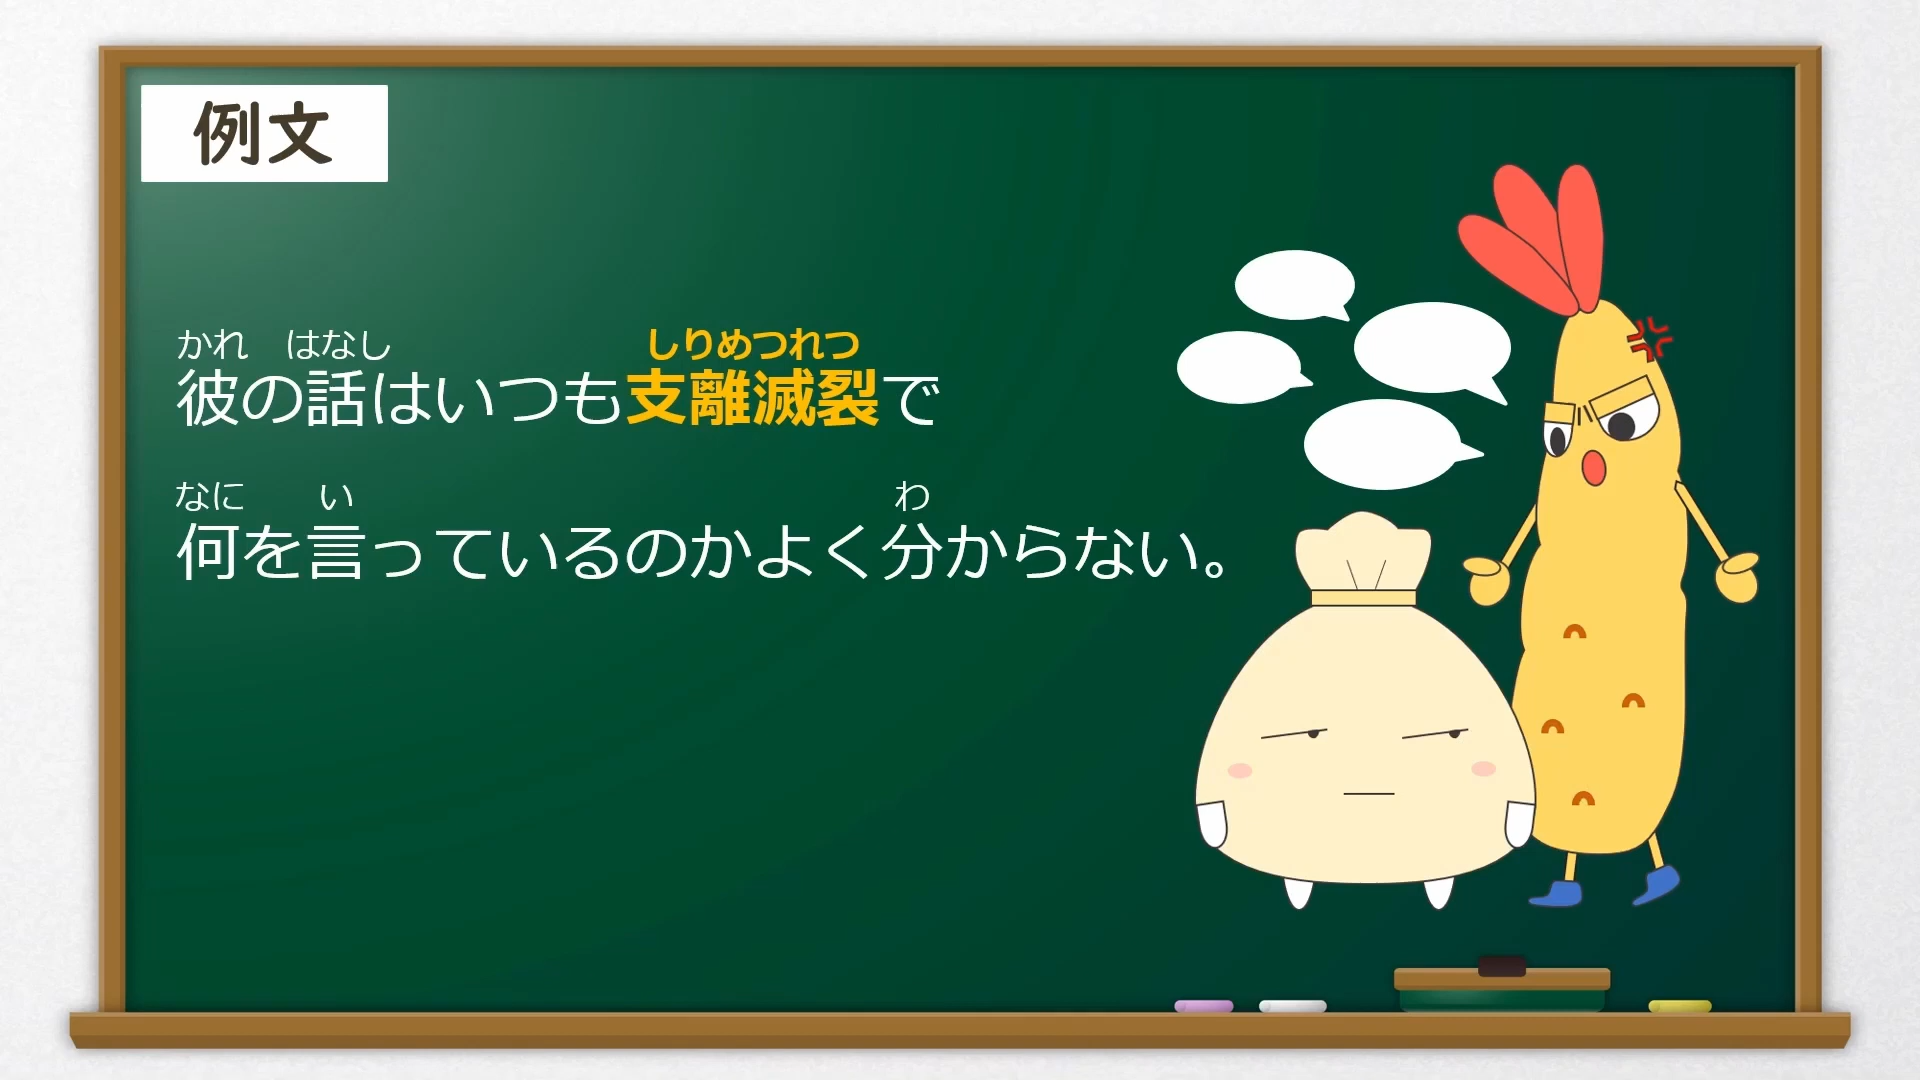 例文
かれ はなし しりめつれつ
彼の話はいつも支離滅裂で
なに い わ
何を言っているのかよく分からない。